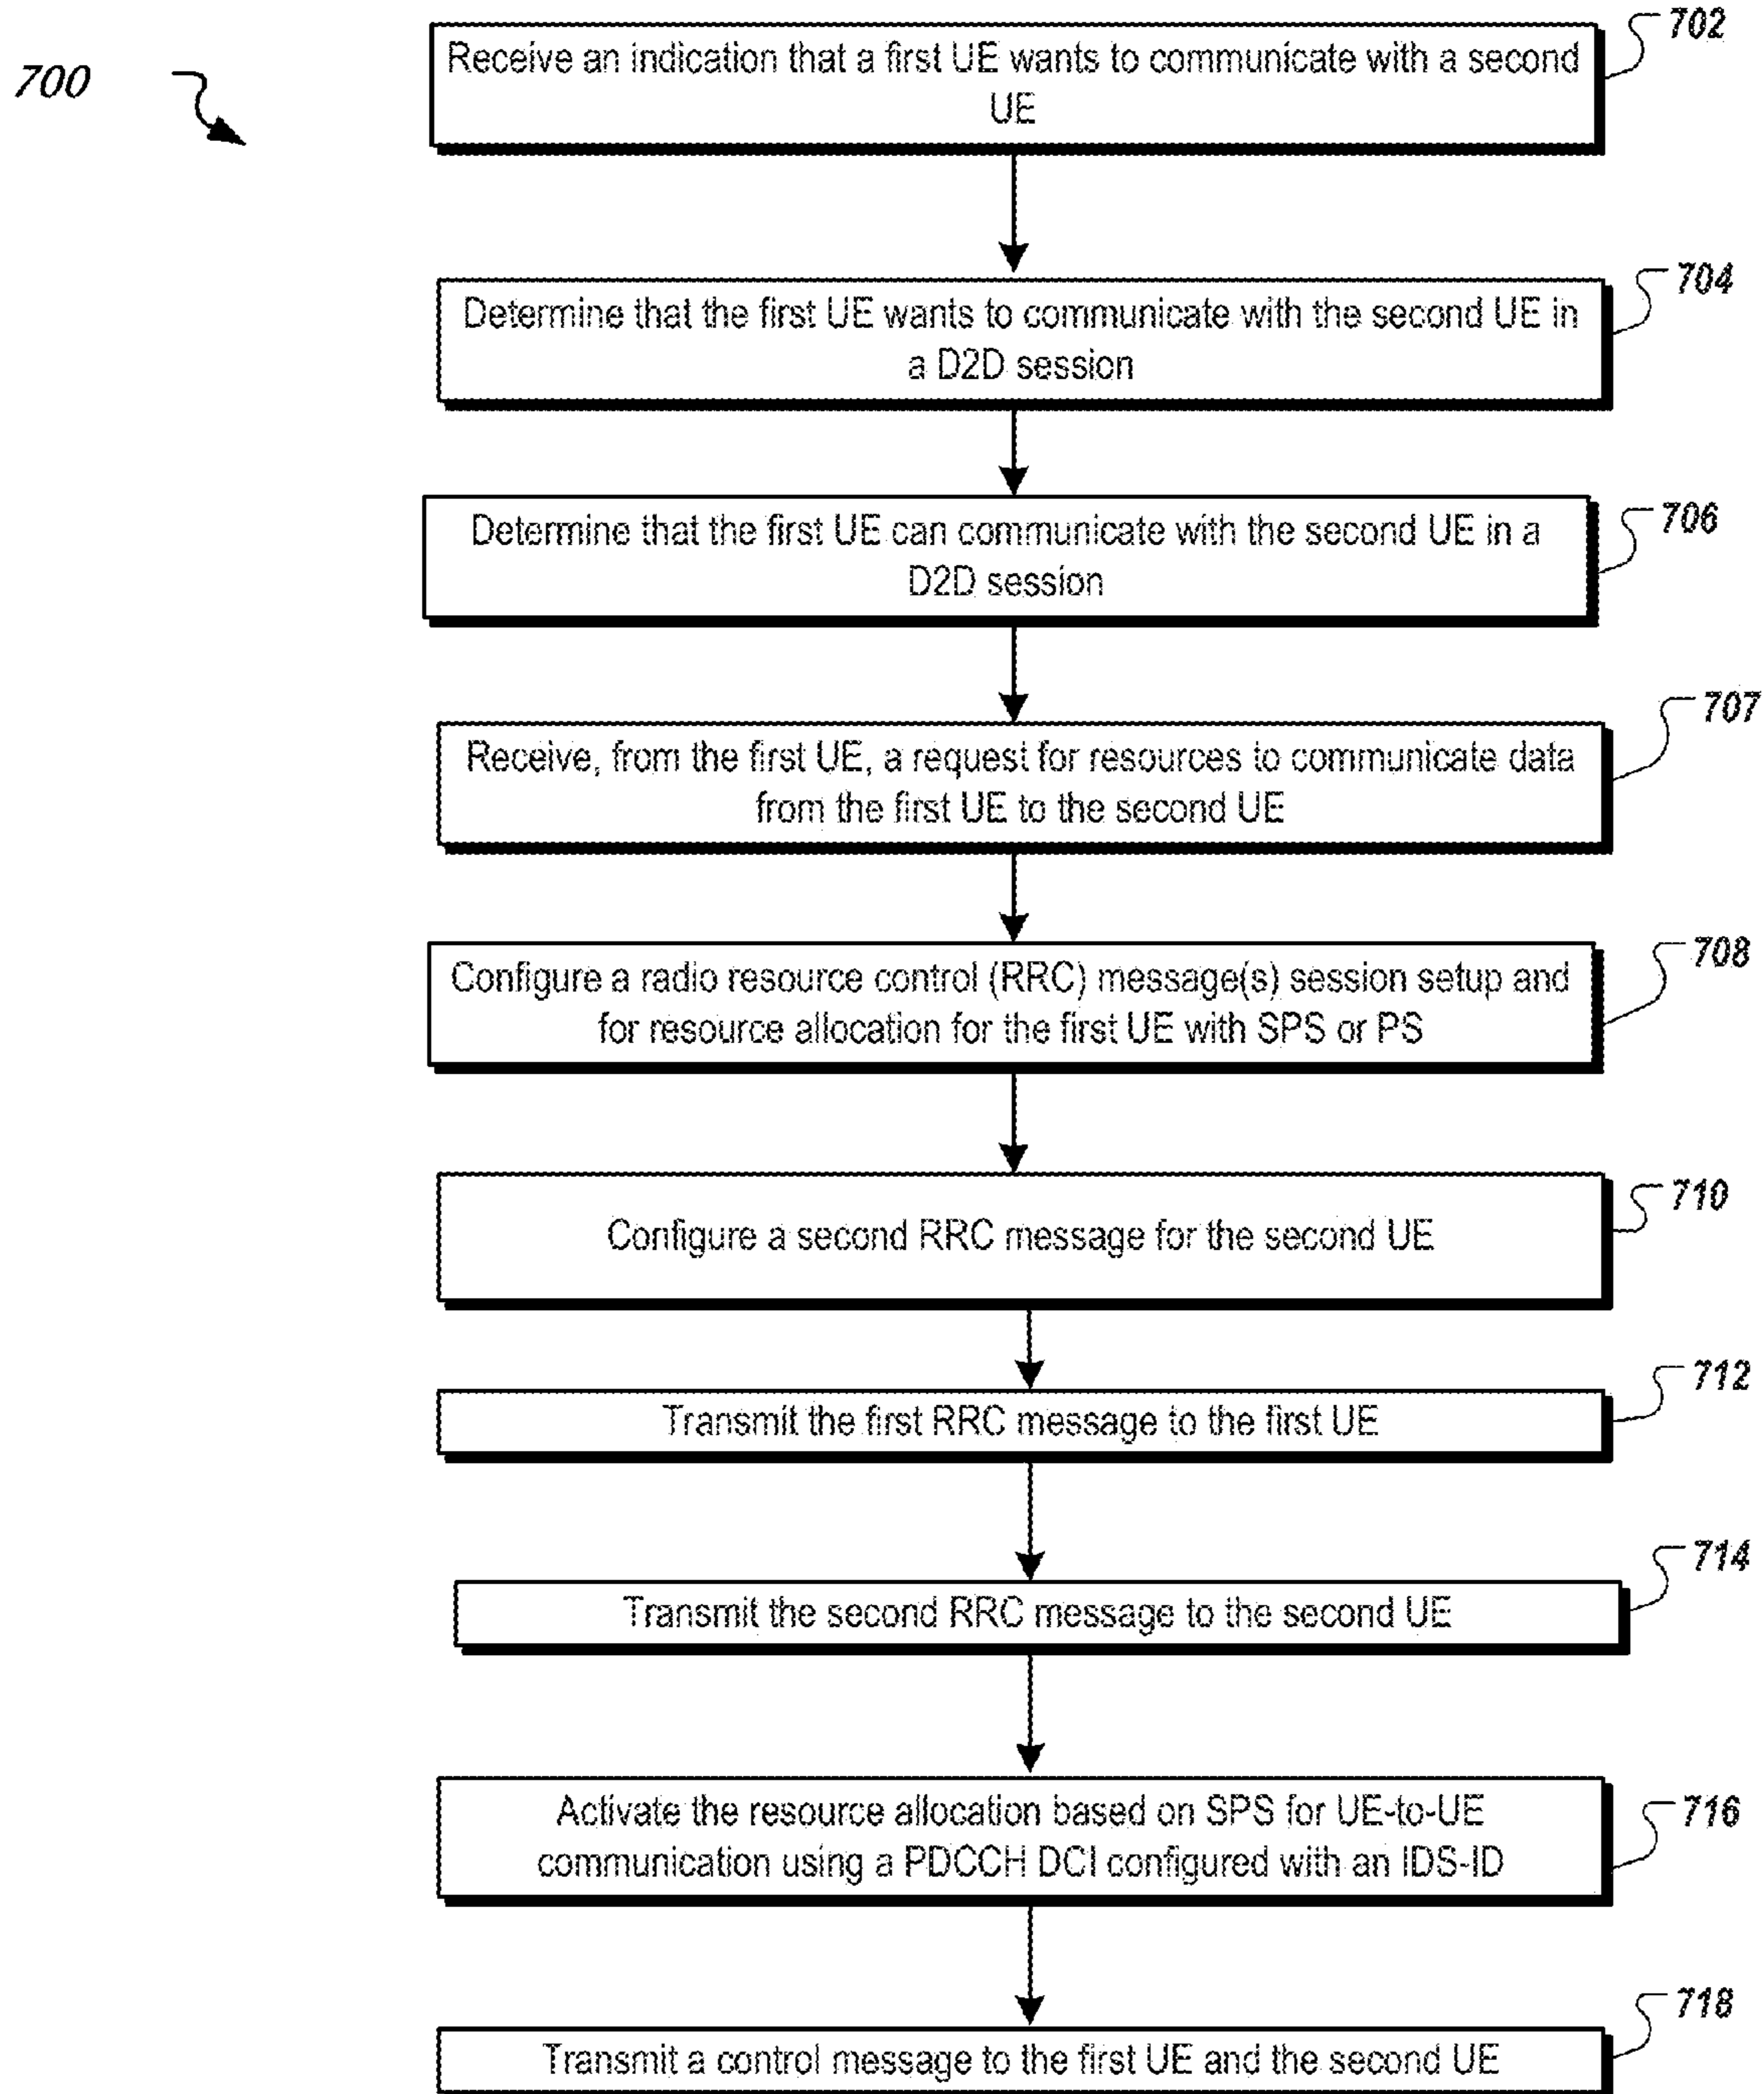 700
702
Receive an indication that a first UE wants to communicate with a second
UE
704
Determine that the first UE wants to communicate with the second UE in
a D2D session
706
Determine that the first UE can communicate with the second UE in a
D2D session
707
Receive, from the first UE, a request for resources to communicate data
from the first UE to the second UE
708
Configure a radio resource control (RRC) message(s) session setup and
for resource allocation for the first UE with SPS or PS
710
Configure a second RRC message for the second UE
712
Transmit the first RRC message to the first UE
714
Transmit the second RRC message to the second UE
716
Activate the resource allocation based on SPS for UE-to-UE
communication using a PDCCH DCI configured with an IDS-ID
718
Transmit a control message to the first UE and the second UE